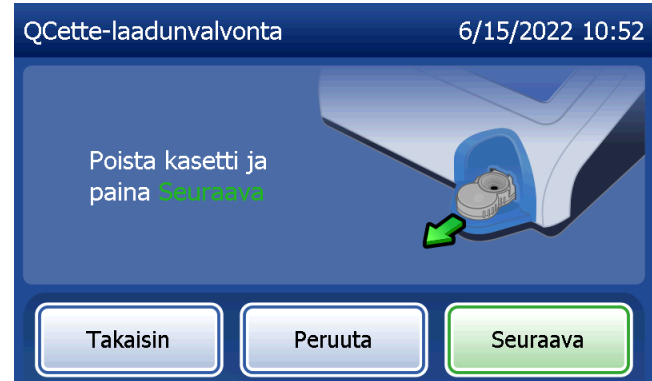 QCette-laadunvalvonta 6/15/2022 10:52
Poista kasetti ja
paina Seuraava
Takaisin Peruuta Seuraava